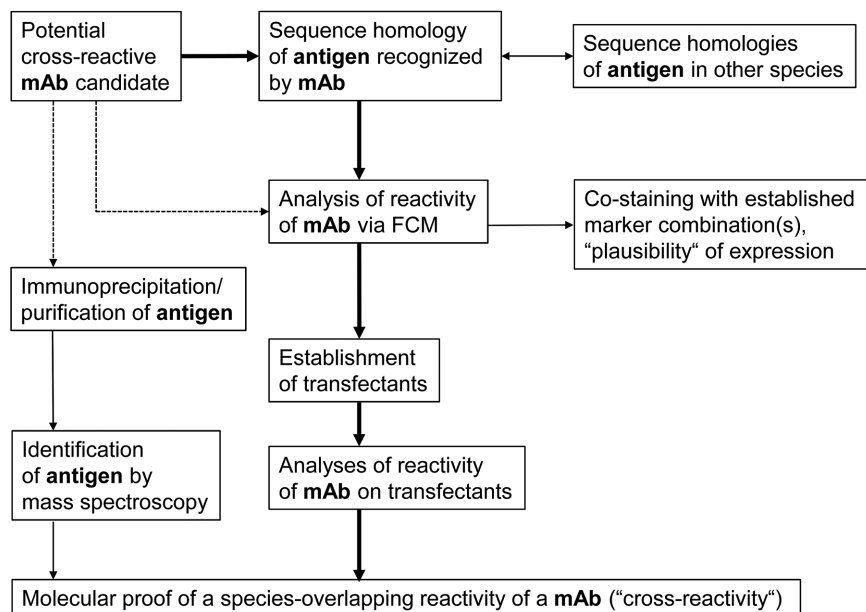 Potential
cross-reactive
mAb candidate
Sequence homology
of antigen recognized
by mAb
Sequence homologies
of antigen in other species
Analysis of reactivity
of mAb via FCM
Co-staining with established
marker combination(s),
“plausibility“ of expression
Immunoprecipitation/
purification of antigen
Establishment
of transfectants
Identification
of antigen by
mass spectroscopy
Analyses of reactivity
of mAb on transfectants
Molecular proof of a species-overlapping reactivity of a mAb (“cross-reactivity“)